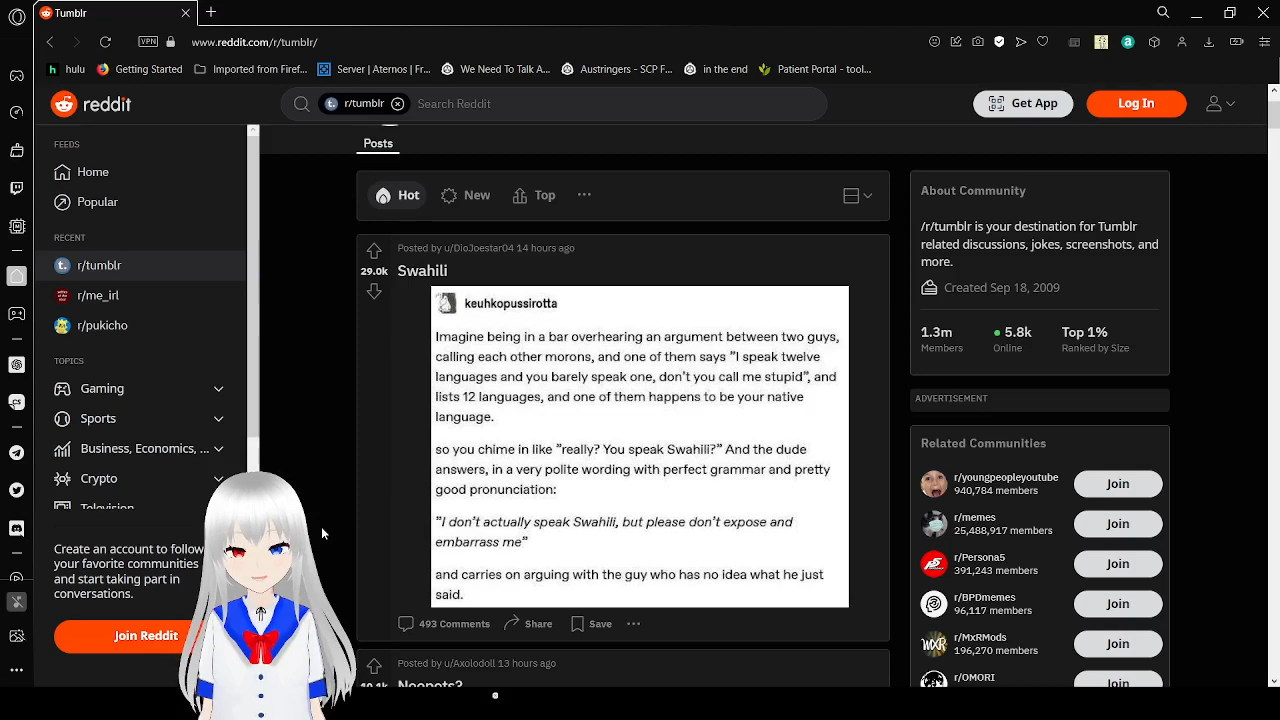 Tumblr
VPN
www.reddit.com/r/tumblr/
hulu
Getting Started
Imported from Firef...
Server | Aternos | Fr...
We Need To Talk A...
Austringers - SCP F...
in the end
Patient Portal - tool...
reddit
r/tumblr
Search Reddit
Get App
Log In
FEEDS
Home
Popular
RECENT
r/tumblr
r/me_irl
r/pukicho
TOPICS
Gaming
Sports
Business, Economics, ...
Crypto
Television
Create an account to follow
your favorite communities
and start taking part in
conversations.
Join Reddit
Posts
Hot
New
Top
Posted by u/DioJoestar04 14 hours ago
29.0k
Swahili
keuhkopussirotta
Imagine being in a bar overhearing an argument between two guys,
calling each other morons, and one of them says "I speak twelve
languages and you barely speak one, don't you call me stupid", and
lists 12 languages, and one of them happens to be your native
language.
so you chime in like "really? You speak Swahili?" And the dude
answers, in a very polite wording with perfect grammar and pretty
good pronunciation:
"I don't actually speak Swahili, but please don't expose and
embarrass me"
and carries on arguing with the guy who has no idea what he just
said.
493 Comments
Share
Save
Posted by u/Axolodoll 13 hours ago
Neopets?
About Community
/r/tumblr is your destination for Tumblr
related discussions, jokes, screenshots, and
more.
Created Sep 18, 2009
1.3m 5.8k Top 1%
Members Online Ranked by Size
ADVERTISEMENT
Related Communities
r/youngpeopleyoutube
940,784 members
Join
r/memes
25,488,917 members
Join
r/Persona5
391,243 members
Join
r/BPDmemes
96,117 members
Join
r/MxRMods
196,270 members
Join
r/OMORI
Join